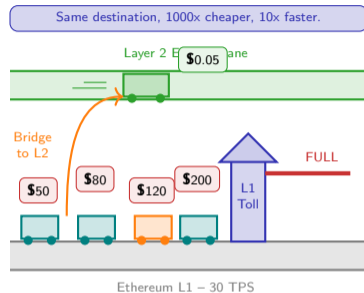 Same destination, 1000x cheaper, 10x faster.
Layer 2 E ane
$0.05
Bridge
to L2
$50
$80
$120
$200
L1
Toll
FULL
Ethereum L1 – 30 TPS